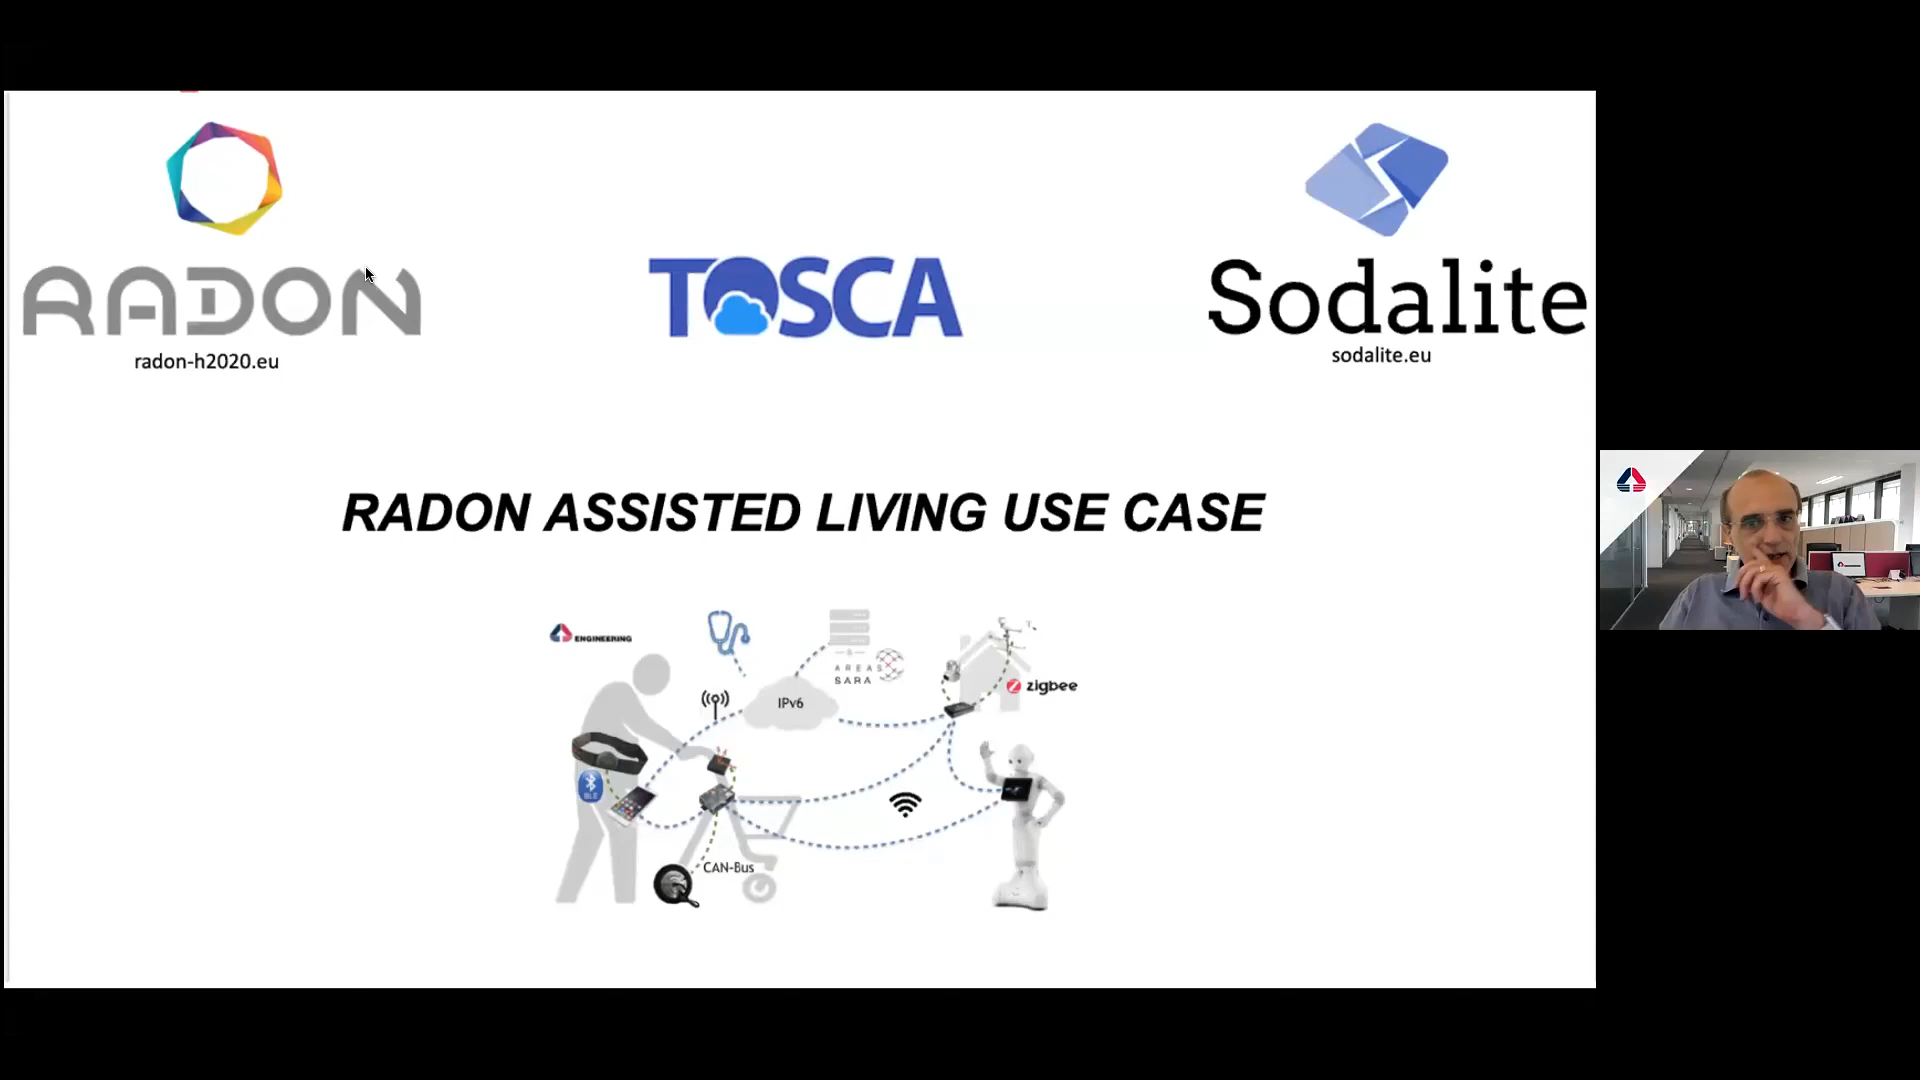 RADON
radon-h2020.eu
TOSCA
Sodalite
sodalite.eu
RADON ASSISTED LIVING USE CASE
ENGINEERING
AREAS
SARA
IPv6
zigbee
BLE
CAN-Bus